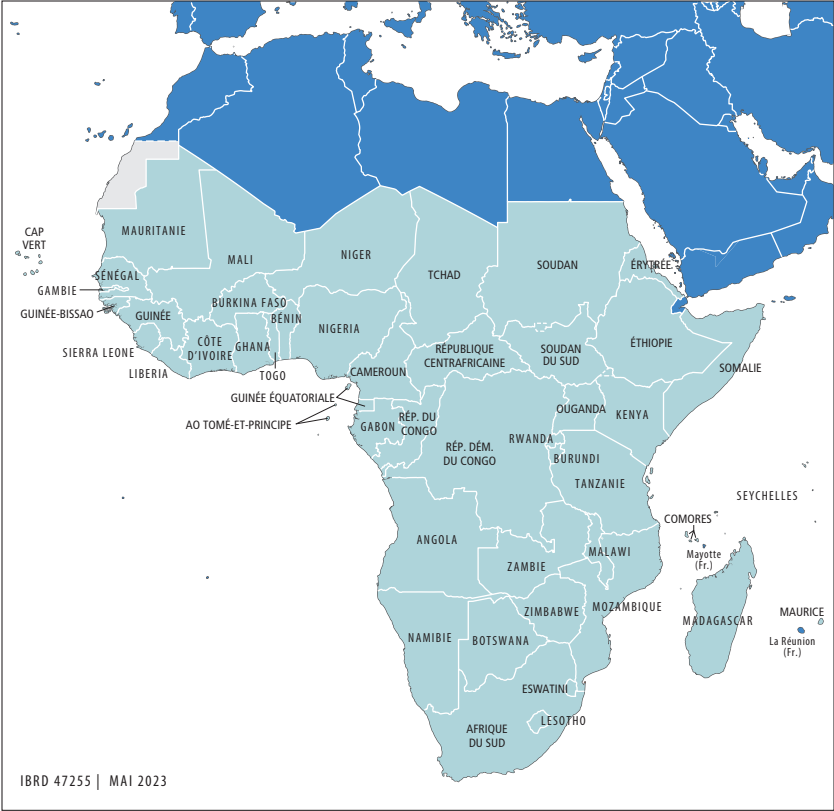 MAURITANIE
CAP
VERT
MALI
NIGER
TCHAD
SOUDAN
ÉRYTRÉE
SÉNÉGAL
GAMBIE
GUINÉE-BISSAO
GUINÉE
BURKINA FASO
BÉNIN
NIGERIA
SIERRA LEONE
CÔTE
D'IVOIRE
GHANA
LIBERIA
TOGO
CAMEROUN
RÉPUBLIQUE
CENTRAFRICAINE
SOUDAN
DU SUD
ÉTHIOPIE
SOMALIE
GUINÉE ÉQUATORIALE
AO TOMÉ-ET-PRINCIPE
GABON
RÉP. DU
CONGO
RÉP. DÉM.
DU CONGO
OUGANDA
KENYA
RWANDA
BURUNDI
TANZANIE
SEYCHELLES
COMORES
Mayotte
(Fr.)
ANGOLA
ZAMBIE
MALAWI
MOZAMBIQUE
ZIMBABWE
MADAGASCAR
MAURICE
La Réunion
(Fr.)
NAMIBIE
BOTSWANA
ESWATINI
LESOTHO
AFRIQUE
DU SUD
IBRD 47255 | MAI 2023